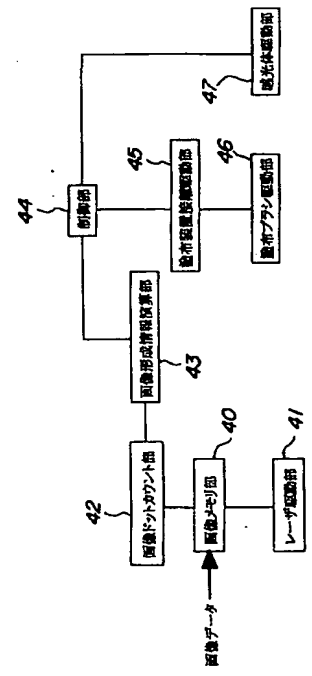 44
制御部
45
塗布装置接離駆動部
46
塗布ブラシ駆動部
47
感光体駆動部
43
画像形成情報演算部
42
画像ドットカウント部
40
画像メモリ部
41
レーザ駆動部
画像データ